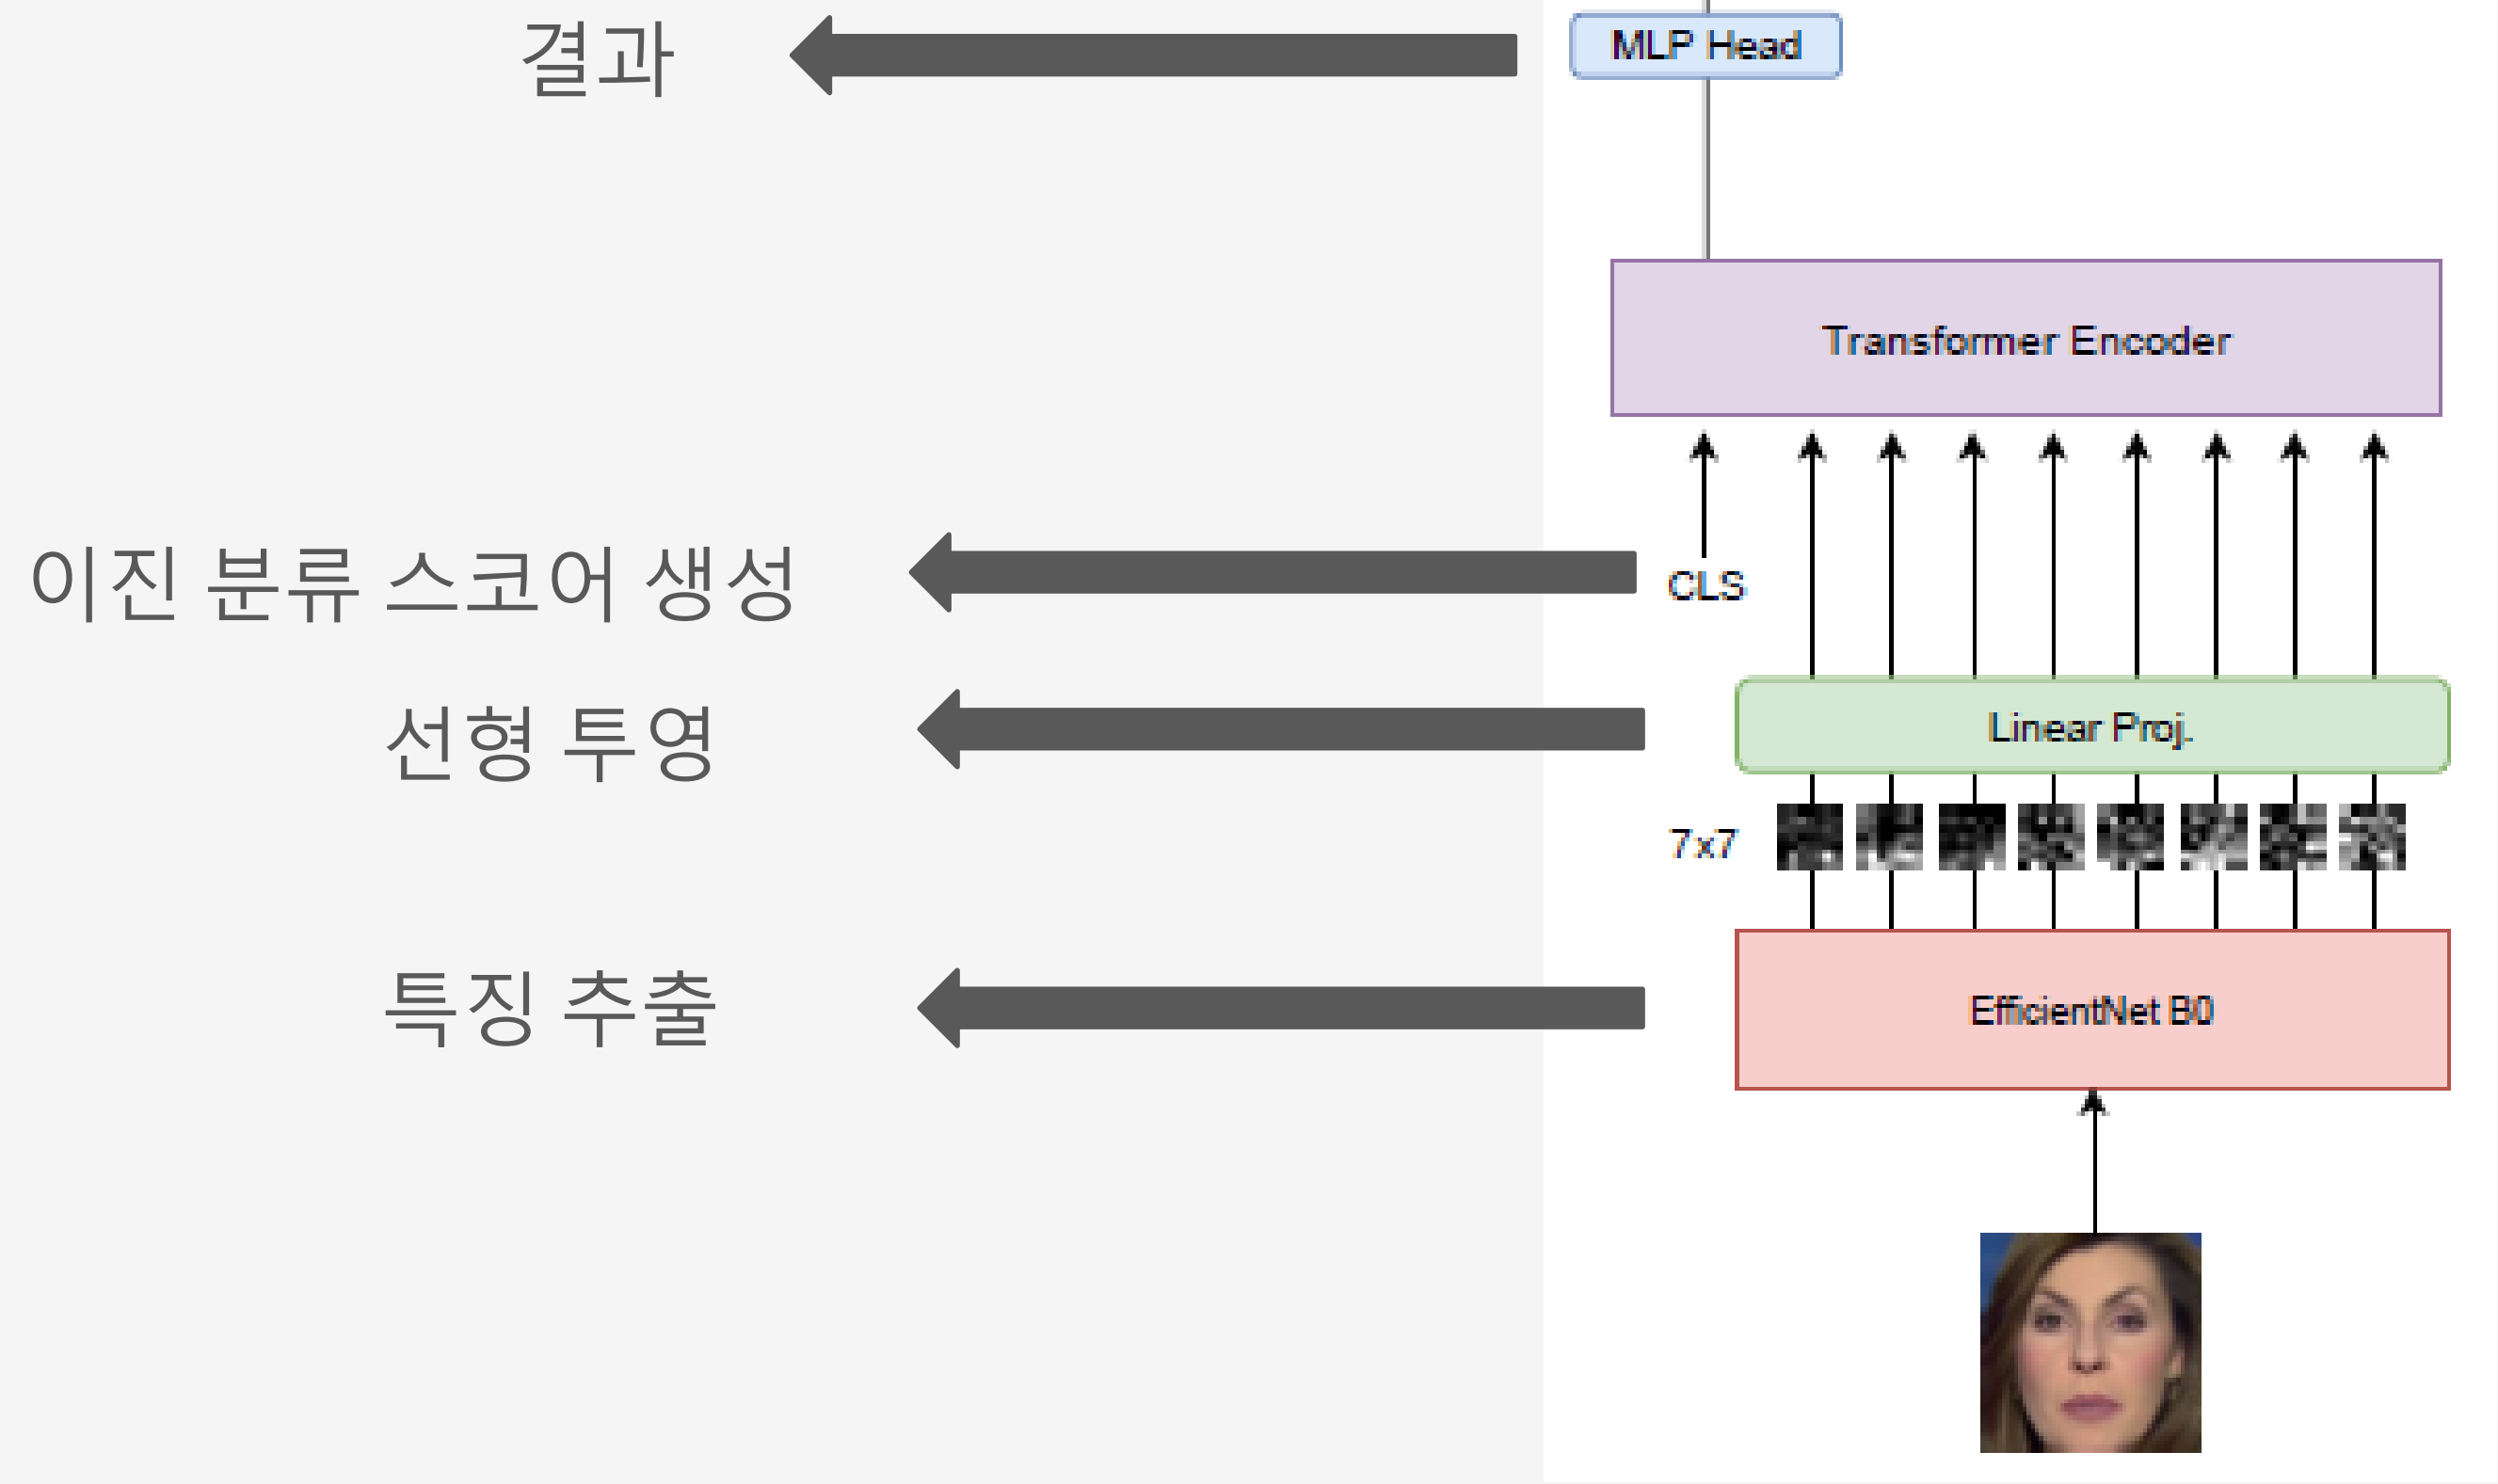 결과
MLP Head
Transformer Encoder
이진 분류 스코어 생성
CLS
선형 투영
Linear Proj.
7x7
특징 추출
EfficientNet B0